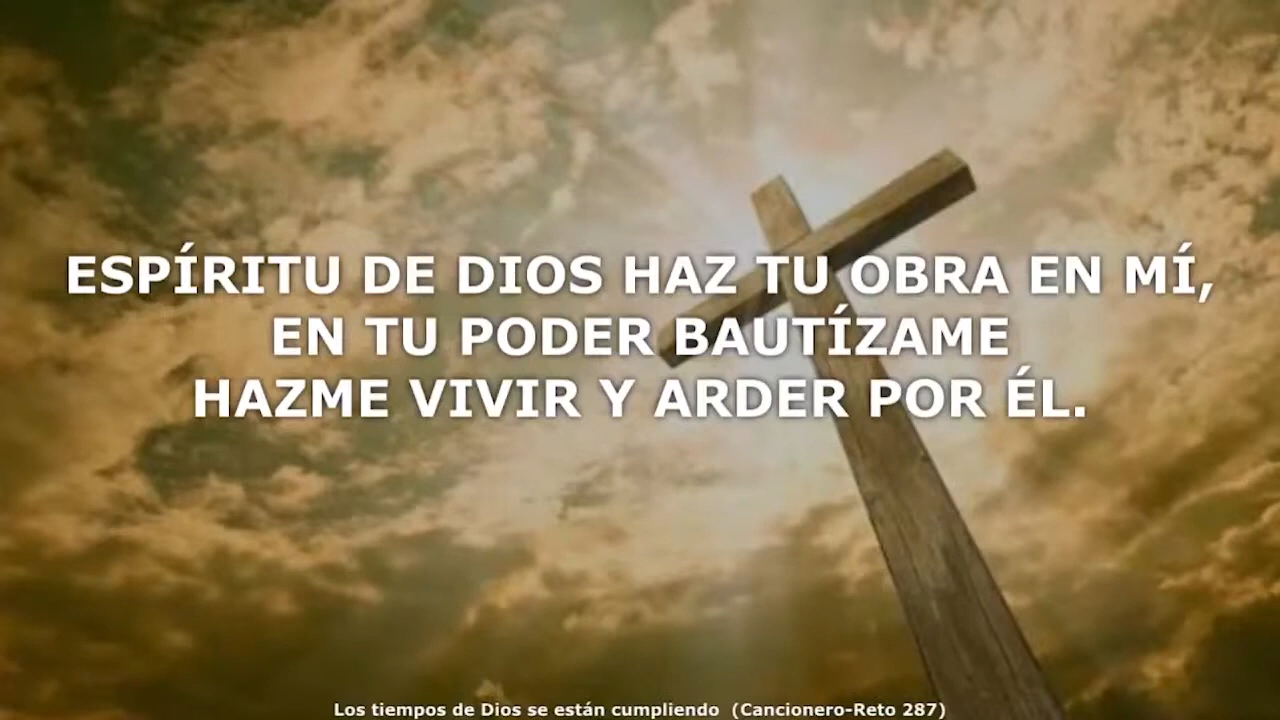 ESPÍRITU DE DIOS HAZ TU OBRA EN MÍ,
EN TU PODER BAUTÍZAME
HAZME VIVIR Y ARDER POR ÉL.
Los tiempos de Dios se están cumpliendo (Cancionero-Reto 287)